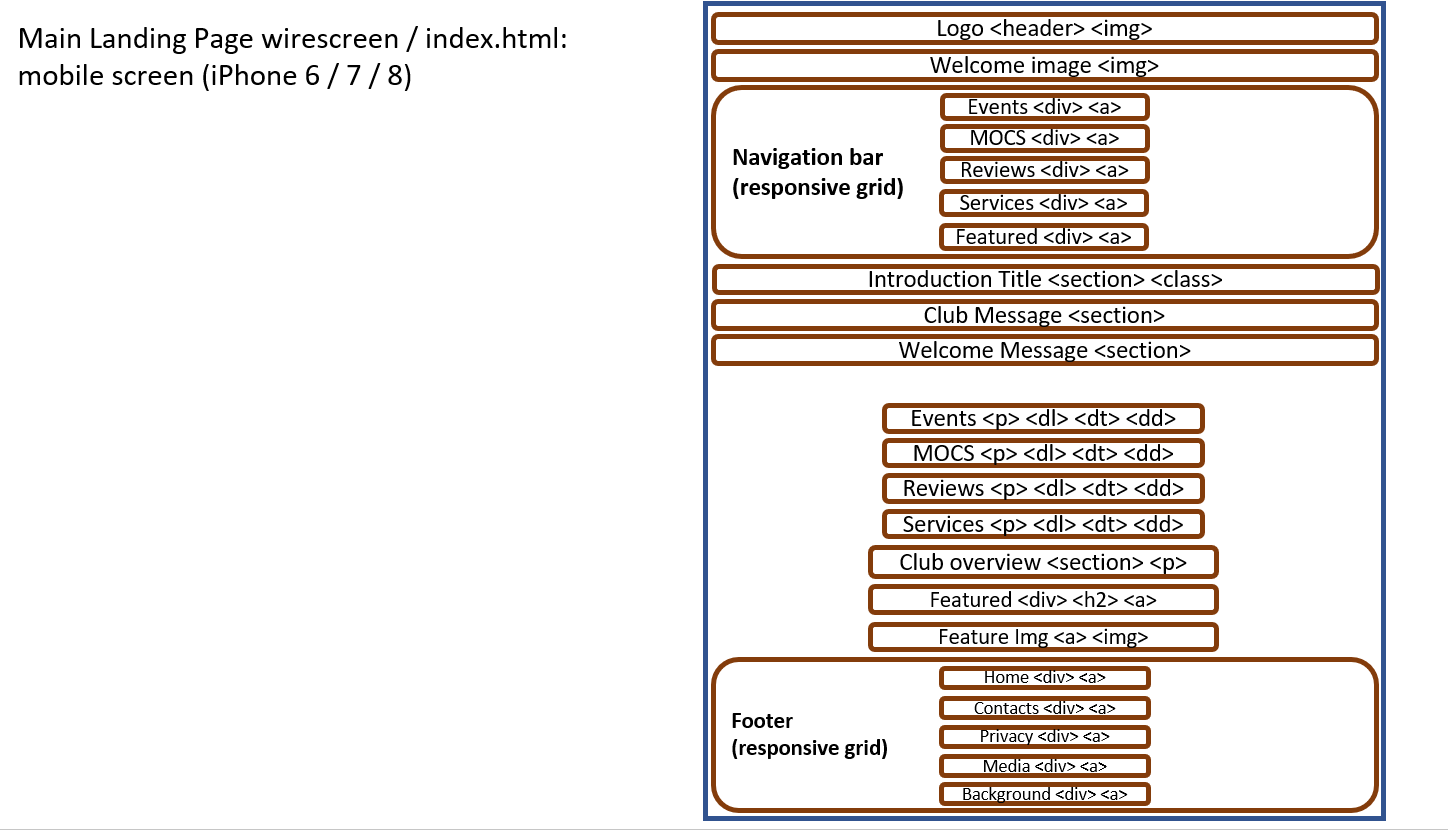 Main Landing Page wirescreen / index.html:
mobile screen (iPhone 6 / 7 / 8)
Logo <header> <img>
Welcome image <img>
Navigation bar
(responsive grid)
Events <div> <a>
MOCS <div> <a>
Reviews <div> <a>
Services <div> <a>
Featured <div> <a>
Introduction Title <section> <class>
Club Message <section>
Welcome Message <section>
Events <p> <dl> <dt> <dd>
MOCS <p> <dl> <dt> <dd>
Reviews <p> <dl> <dt> <dd>
Services <p> <dl> <dt> <dd>
Club overview <section> <p>
Featured <div> <h2> <a>
Feature Img <a> <img>
Footer
(responsive grid)
Home <div> <a>
Contacts <div> <a>
Privacy <div> <a>
Media <div> <a>
Background <div> <a>